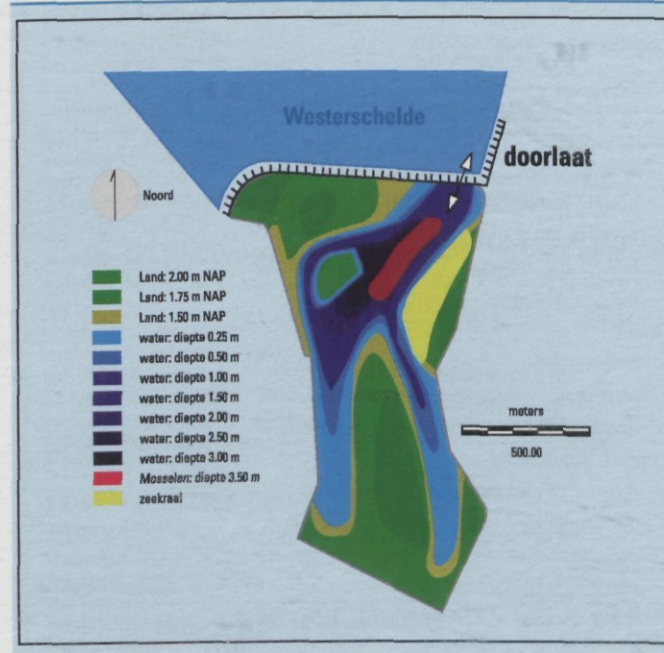 Westerschelde
doorlaat
Noord
Land: 2.00 m NAP
Land: 1.75 m NAP
Land: 1.50 m NAP
water: diepte 0.25 m
water: diepte 0.50 m
water: diepte 1.00 m
water: diepte 1.50 m
water: diepte 2.00 m
water: diepte 2.50 m
water: diepte 3.00 m
Mosselen: diepte 3.50 m
zeekraal
meters
500.00